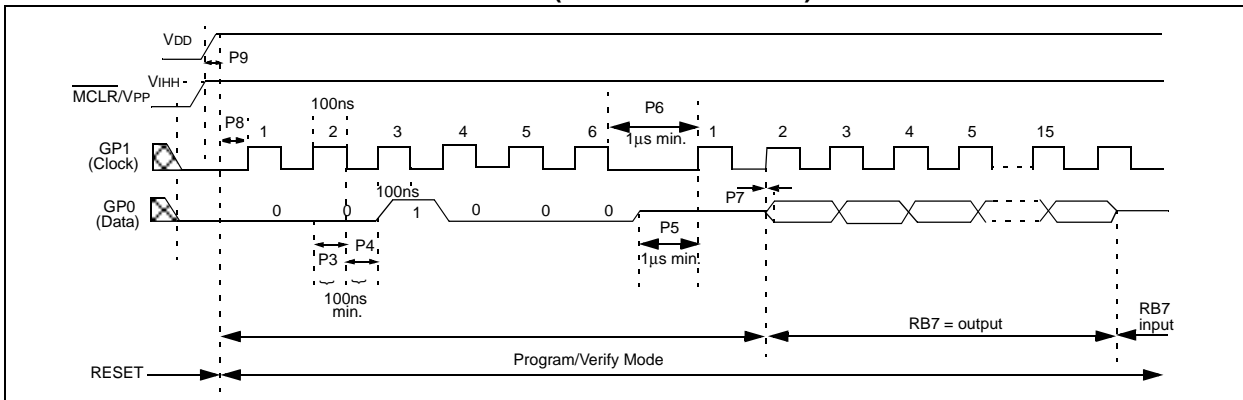 VDD
P9
VIHH
MCLR/VPP
100ns
P6
P8
1 2 3 4 5 6 1 2 3 4 5 15
1µs min.
GP1
(Clock)
100ns
P7
GP0
(Data)
0 0 1 0 0 0
P5
P3 P4
1µs min.
100ns
min.
RB7
input
RB7 = output
Program/Verify Mode
RESET